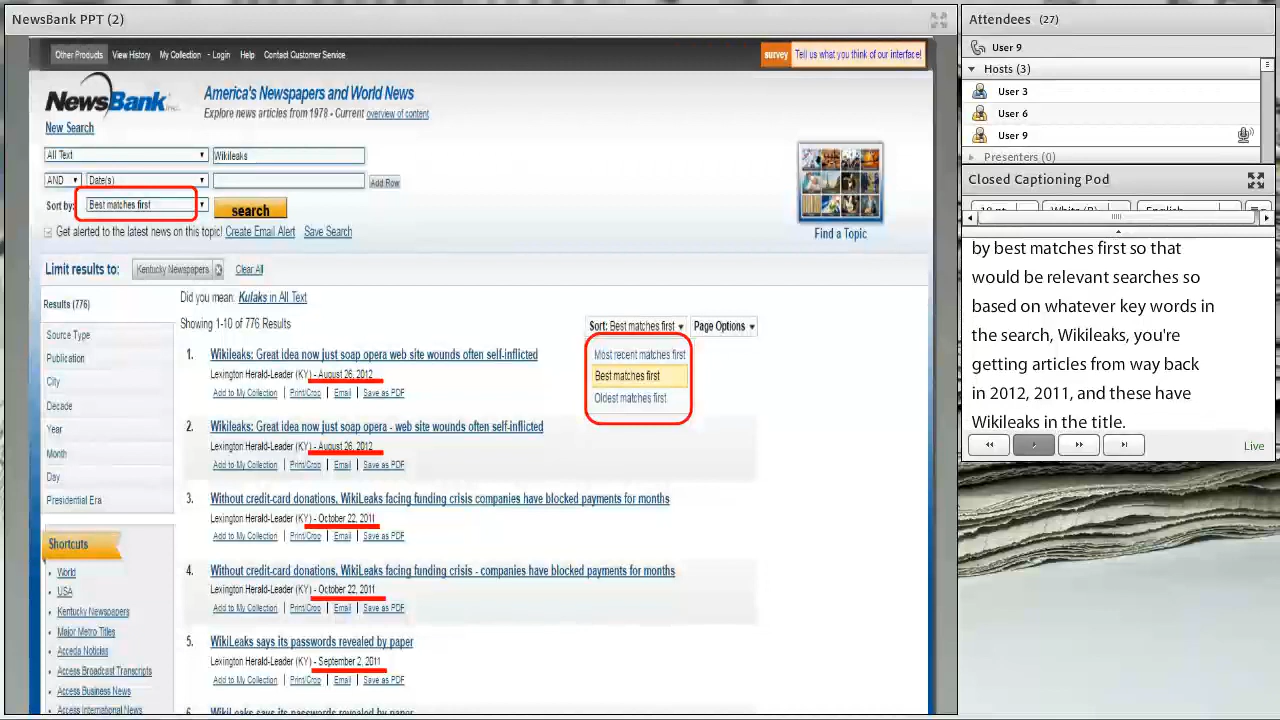 NewsBank PPT (2)
Other Products View History My Collection - Login Help Contact Customer Service
survey Tell us what you think of our interface!
NewsBank inc.
America's Newspapers and World News
Explore news articles from 1978 - Current overview of content
New Search
All Text Wikileaks
AND Date(s) Add Row
Sort by: Best matches first search
Get alerted to the latest news on this topic! Create Email Alert Save Search
Find a Topic
Limit results to: Kentucky Newspapers Clear All
Results (776)
Source Type
Publication
City
Decade
Year
Month
Day
Presidential Era
Shortcuts
World
USA
Kentucky Newspapers
Major Metro Titles
Acceda Noticias
Access Broadcast Transcripts
Access Business News
Access International News
Did you mean: Kulaks in All Text
Showing 1-10 of 776 Results
Sort: Best matches first Page Options
Most recent matches first
Best matches first
Oldest matches first
1. Wikileaks: Great idea now just soap opera web site wounds often self-inflicted
Lexington Herald-Leader (KY) - August 26, 2012
Add to My Collection Print/Crop Email Save as PDF
2. Wikileaks: Great idea now just soap opera - web site wounds often self-inflicted
Lexington Herald-Leader (KY) - August 26, 2012
Add to My Collection Print/Crop Email Save as PDF
3. Without credit-card donations, WikiLeaks facing funding crisis companies have blocked payments for months
Lexington Herald-Leader (KY) - October 22, 2011
Add to My Collection Print/Crop Email Save as PDF
4. Without credit-card donations, WikiLeaks facing funding crisis - companies have blocked payments for months
Lexington Herald-Leader (KY) - October 22, 2011
Add to My Collection Print/Crop Email Save as PDF
5. WikiLeaks says its passwords revealed by paper
Lexington Herald-Leader (KY) - September 2, 2011
Add to My Collection Print/Crop Email Save as PDF
6. WikiLeaks says its passwords revealed by paper
Attendees (27)
User 9
Hosts (3)
User 3
User 6
User 9
Presenters (0)
Closed Captioning Pod
English
by best matches first so that
would be relevant searches so
based on whatever key words in
the search, Wikileaks, you're
getting articles from way back
in 2012, 2011, and these have
Wikileaks in the title.
Live